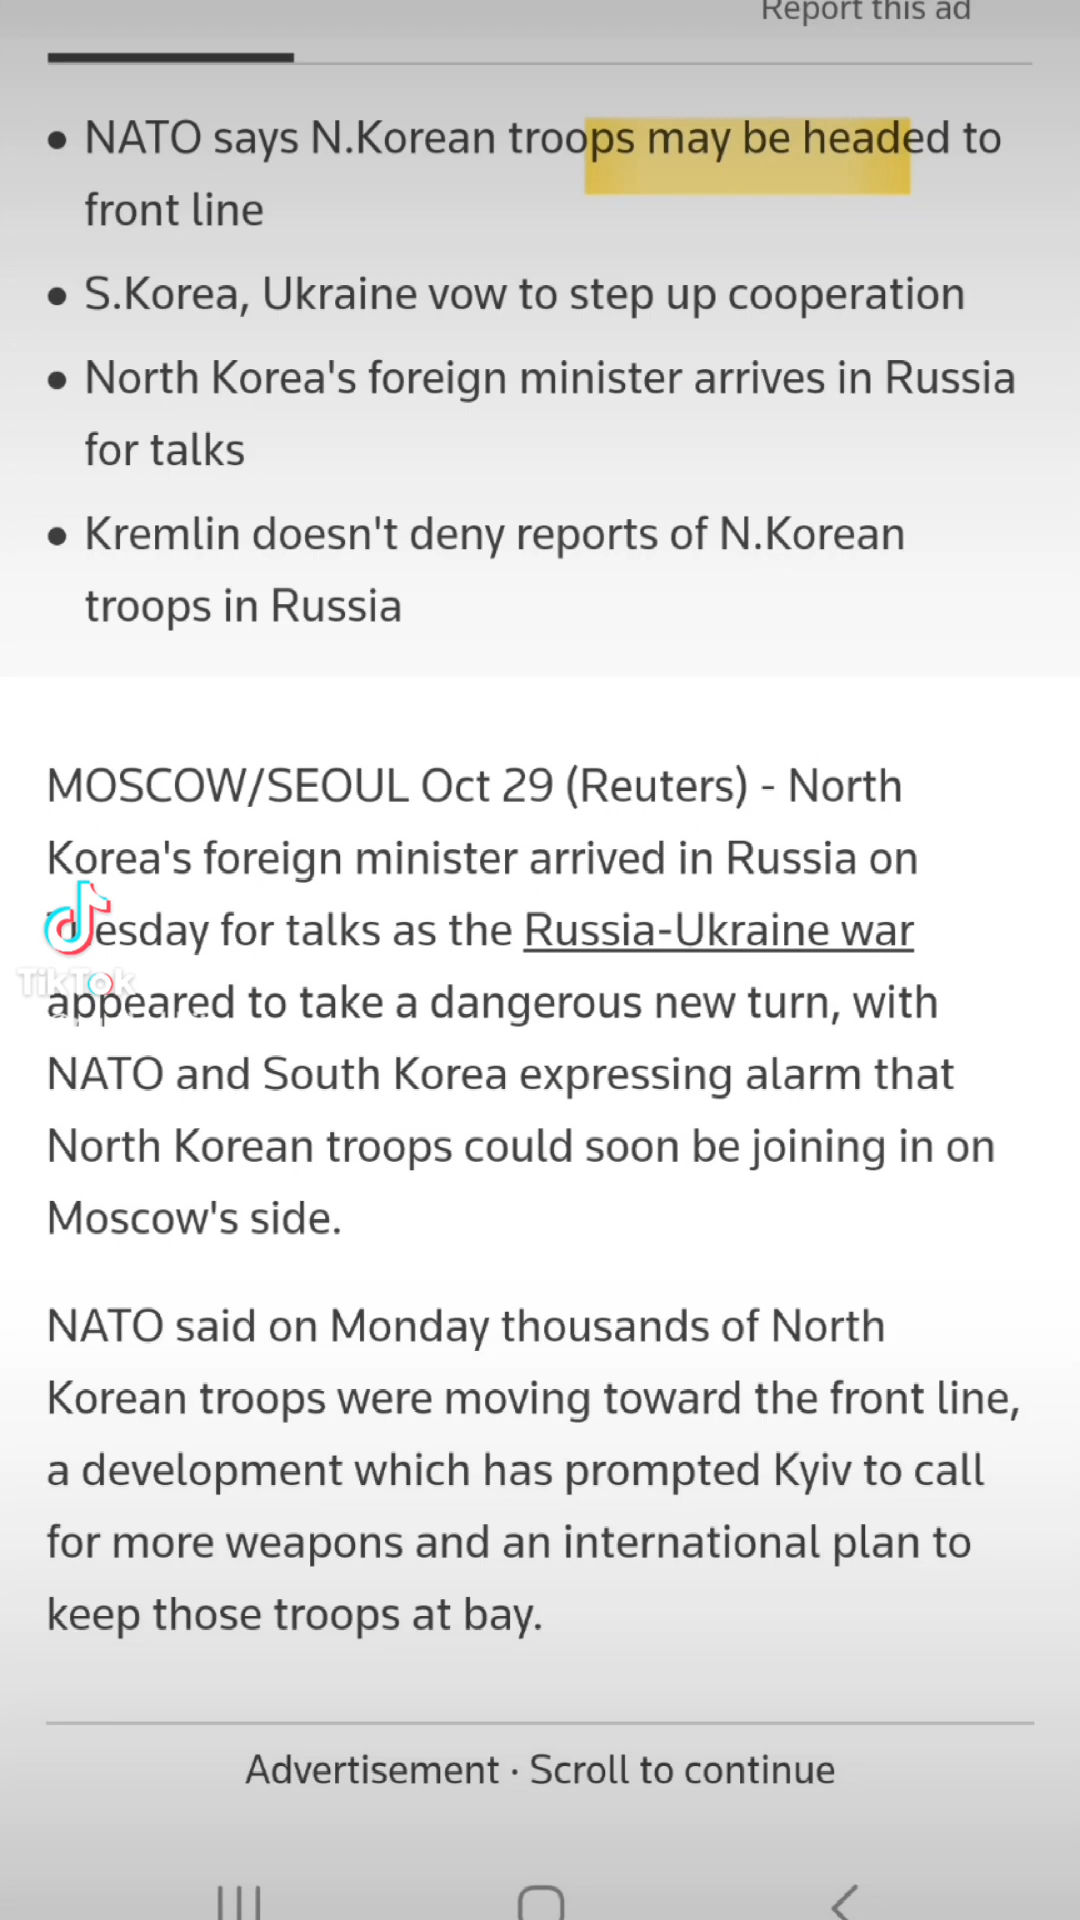 Report this ad
• NATO says N.Korean troops may be headed to
front line
• S.Korea, Ukraine vow to step up cooperation
• North Korea's foreign minister arrives in Russia
for talks
• Kremlin doesn't deny reports of N.Korean
troops in Russia
MOSCOW/SEOUL Oct 29 (Reuters) - North
Korea's foreign minister arrived in Russia on
Tuesday for talks as the Russia-Ukraine war
TikTok
appeared to take a dangerous new turn, with
NATO and South Korea expressing alarm that
North Korean troops could soon be joining in on
Moscow's side.
NATO said on Monday thousands of North
Korean troops were moving toward the front line,
a development which has prompted Kyiv to call
for more weapons and an international plan to
keep those troops at bay.
Advertisement · Scroll to continue